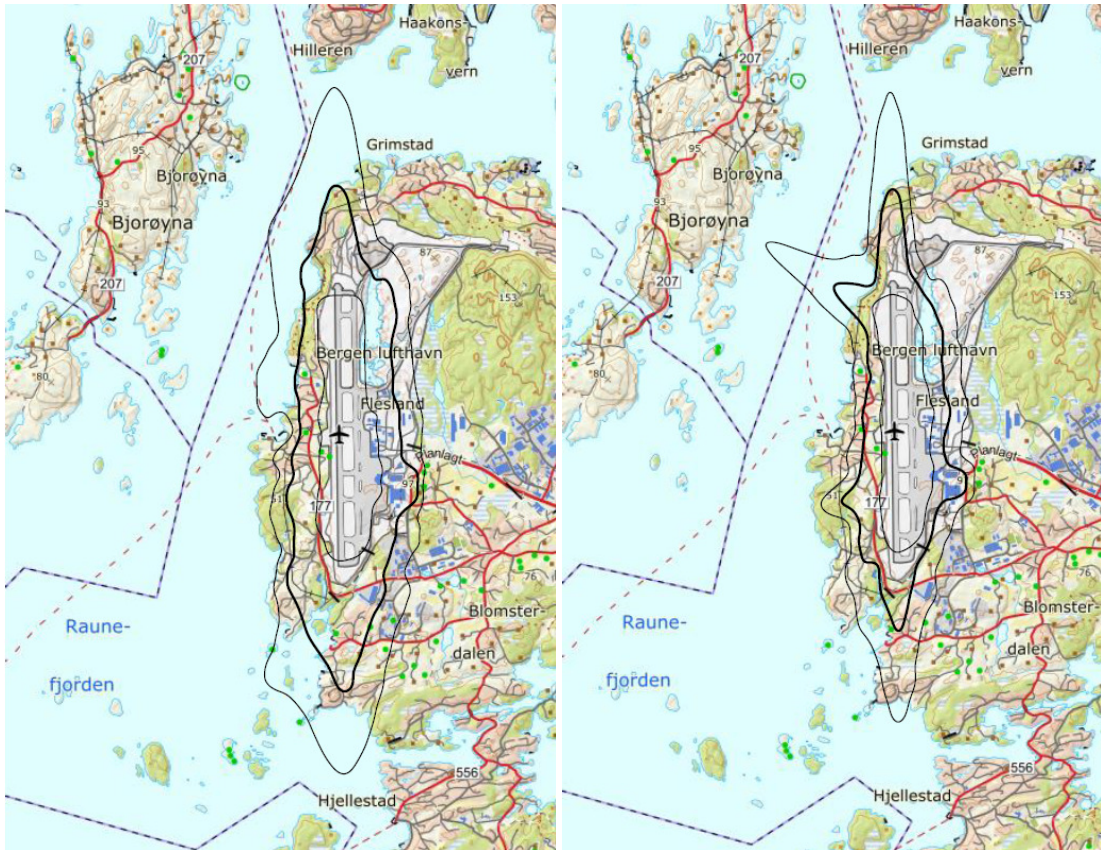 Hilleren
Haakons-
vern
207
Grimstad
95
Bjorøyna
93
Bjorøyna
87
207
153
Bergen lufthavn
80
Flesland
Planlagt-
97
51
177
76
Blomster-
dalen
Raune-
fjorden
556
Hjellestad
Hilleren
Haakons-
vern
207
Grimstad
95
Bjorøyna
93
Bjorøyna
87
207
153
Bergen lufthavn
80
Flesland
Planlagt-
9
51
177
76
Blomster-
dalen
Raune-
fjorden
556
Hjellestad